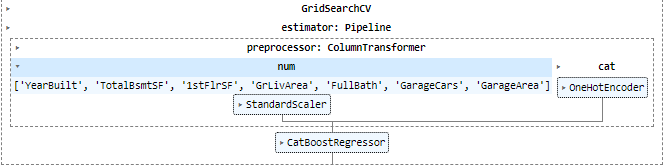 GridSearchCV
estimator: Pipeline
preprocessor: ColumnTransformer
num
cat
['YearBuilt', 'TotalBsmtSF', '1stFlrSF', 'GrLivArea', 'FullBath', 'GarageCars', 'GarageArea']
OneHotEncoder
StandardScaler
CatBoostRegressor